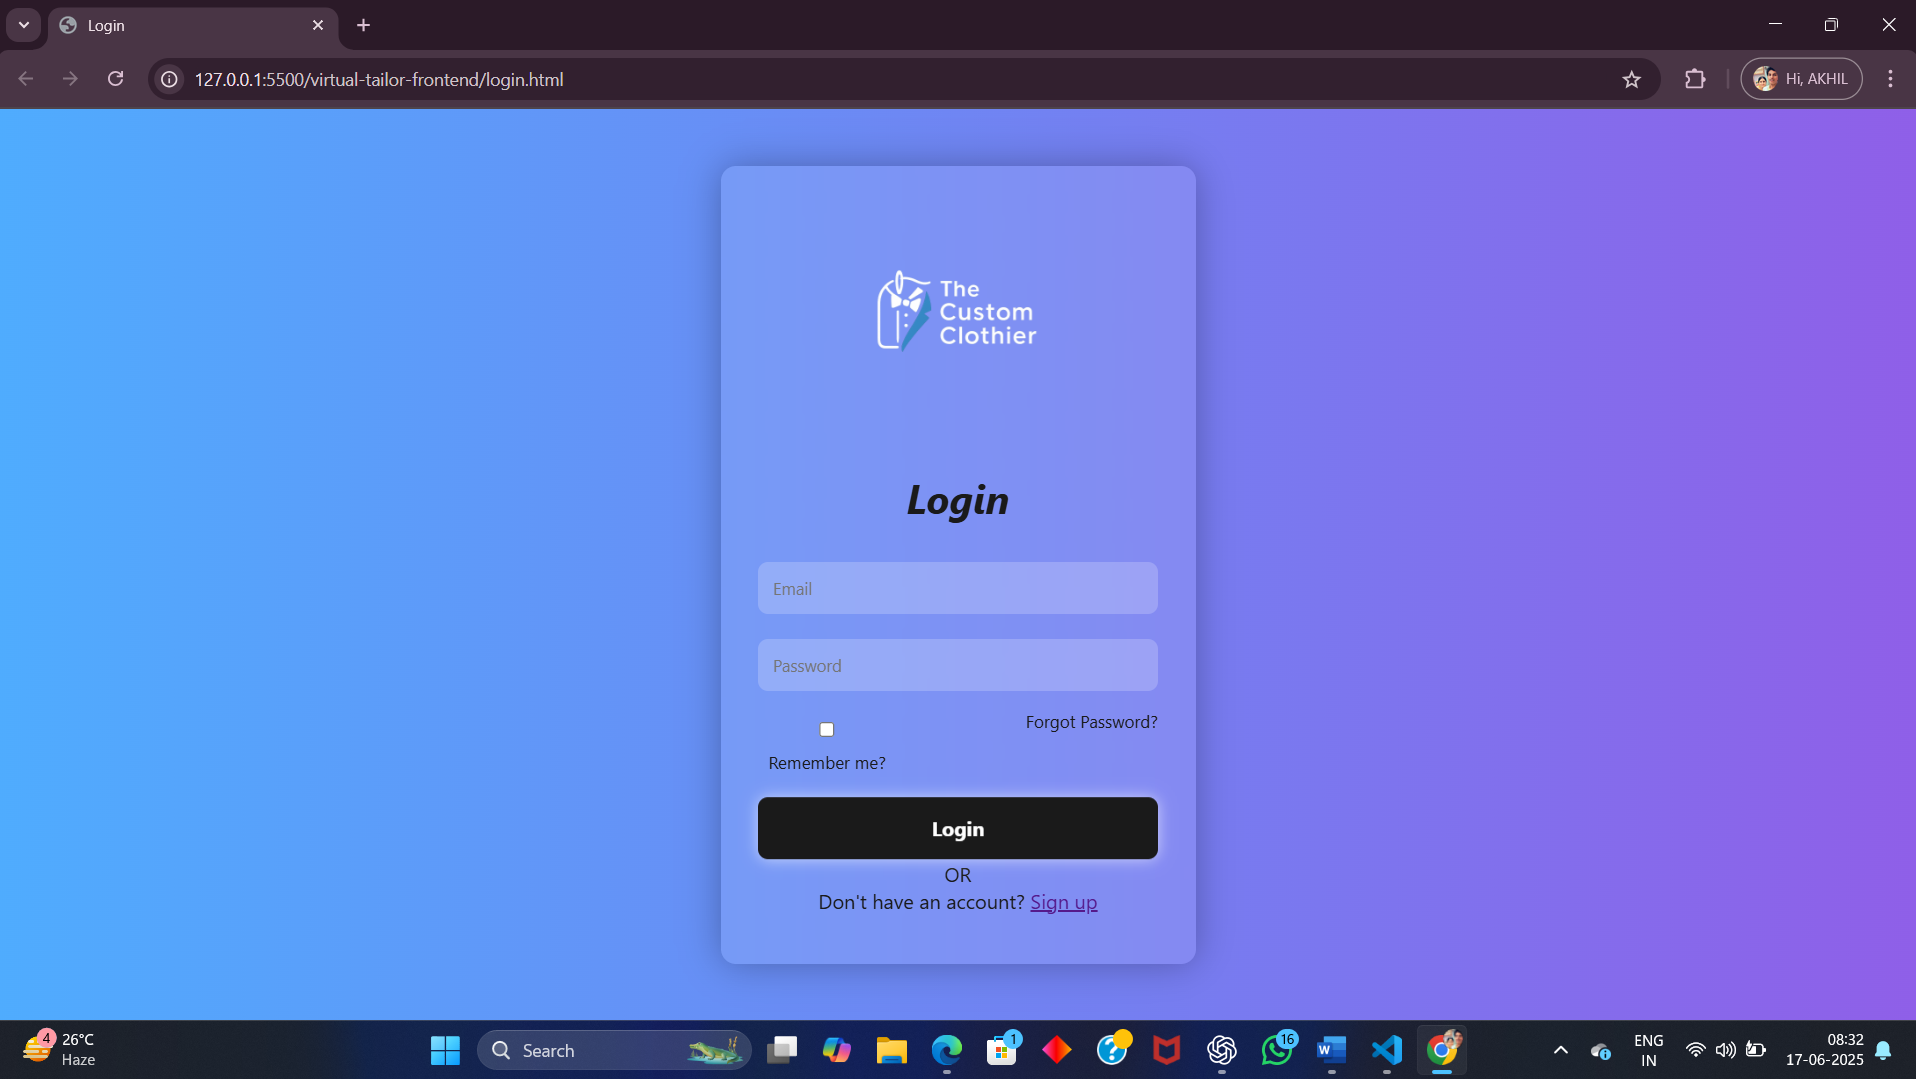 Login
127.0.0.1:5500/virtual-tailor-frontend/login.html
Hi, AKHIL
The
Custom
Clothier
Login
Email
Password
Forgot Password?
Remember me?
Login
OR
Don't have an account? Sign up
4
26°C
Haze
Search
1
?
16
W
ENG
IN
08:32
17-06-2025